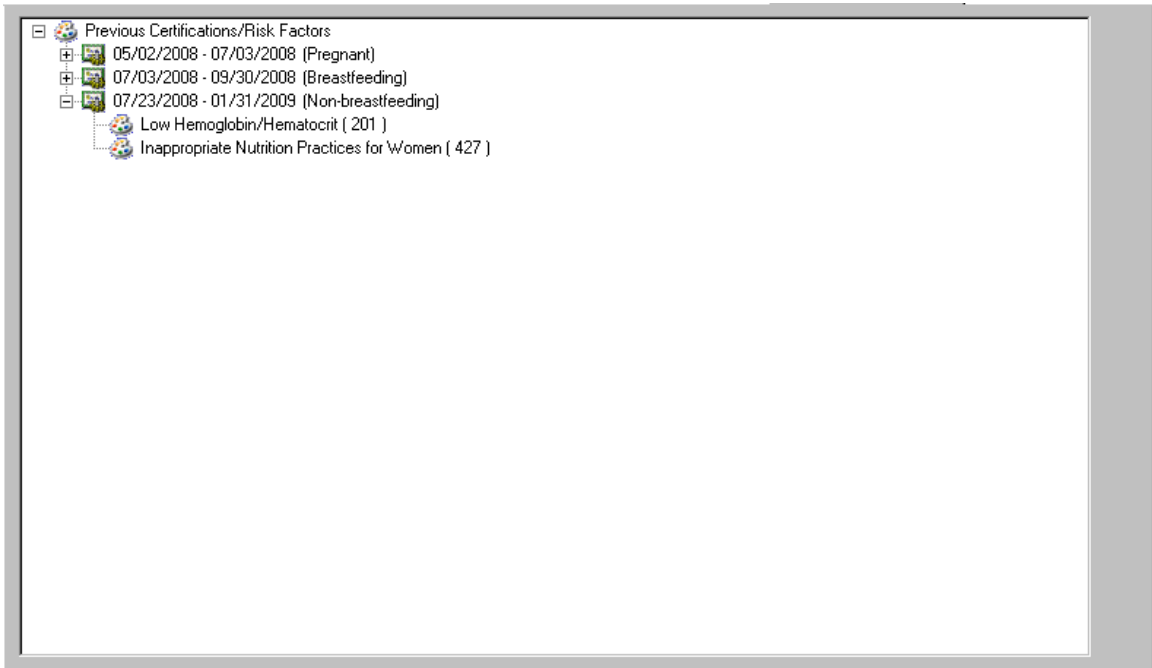 Previous Certifications/Risk Factors
05/02/2008 - 07/03/2008 (Pregnant)
07/03/2008 - 09/30/2008 (Breastfeeding)
07/23/2008 - 01/31/2009 (Non-breastfeeding)
Low Hemoglobin/Hematocrit ( 201 )
Inappropriate Nutrition Practices for Women ( 427 )